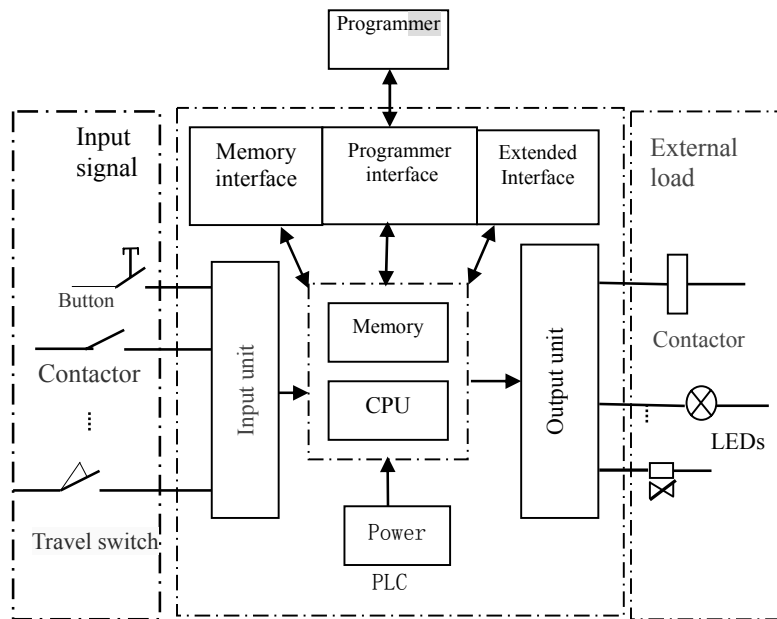 Programmer
Input
signal
Memory
interface
Programmer
interface
Extended
Interface
External
load
Button
Contactor
Travel switch
Input unit
Memory
CPU
Power
PLC
Output unit
Contactor
LEDs